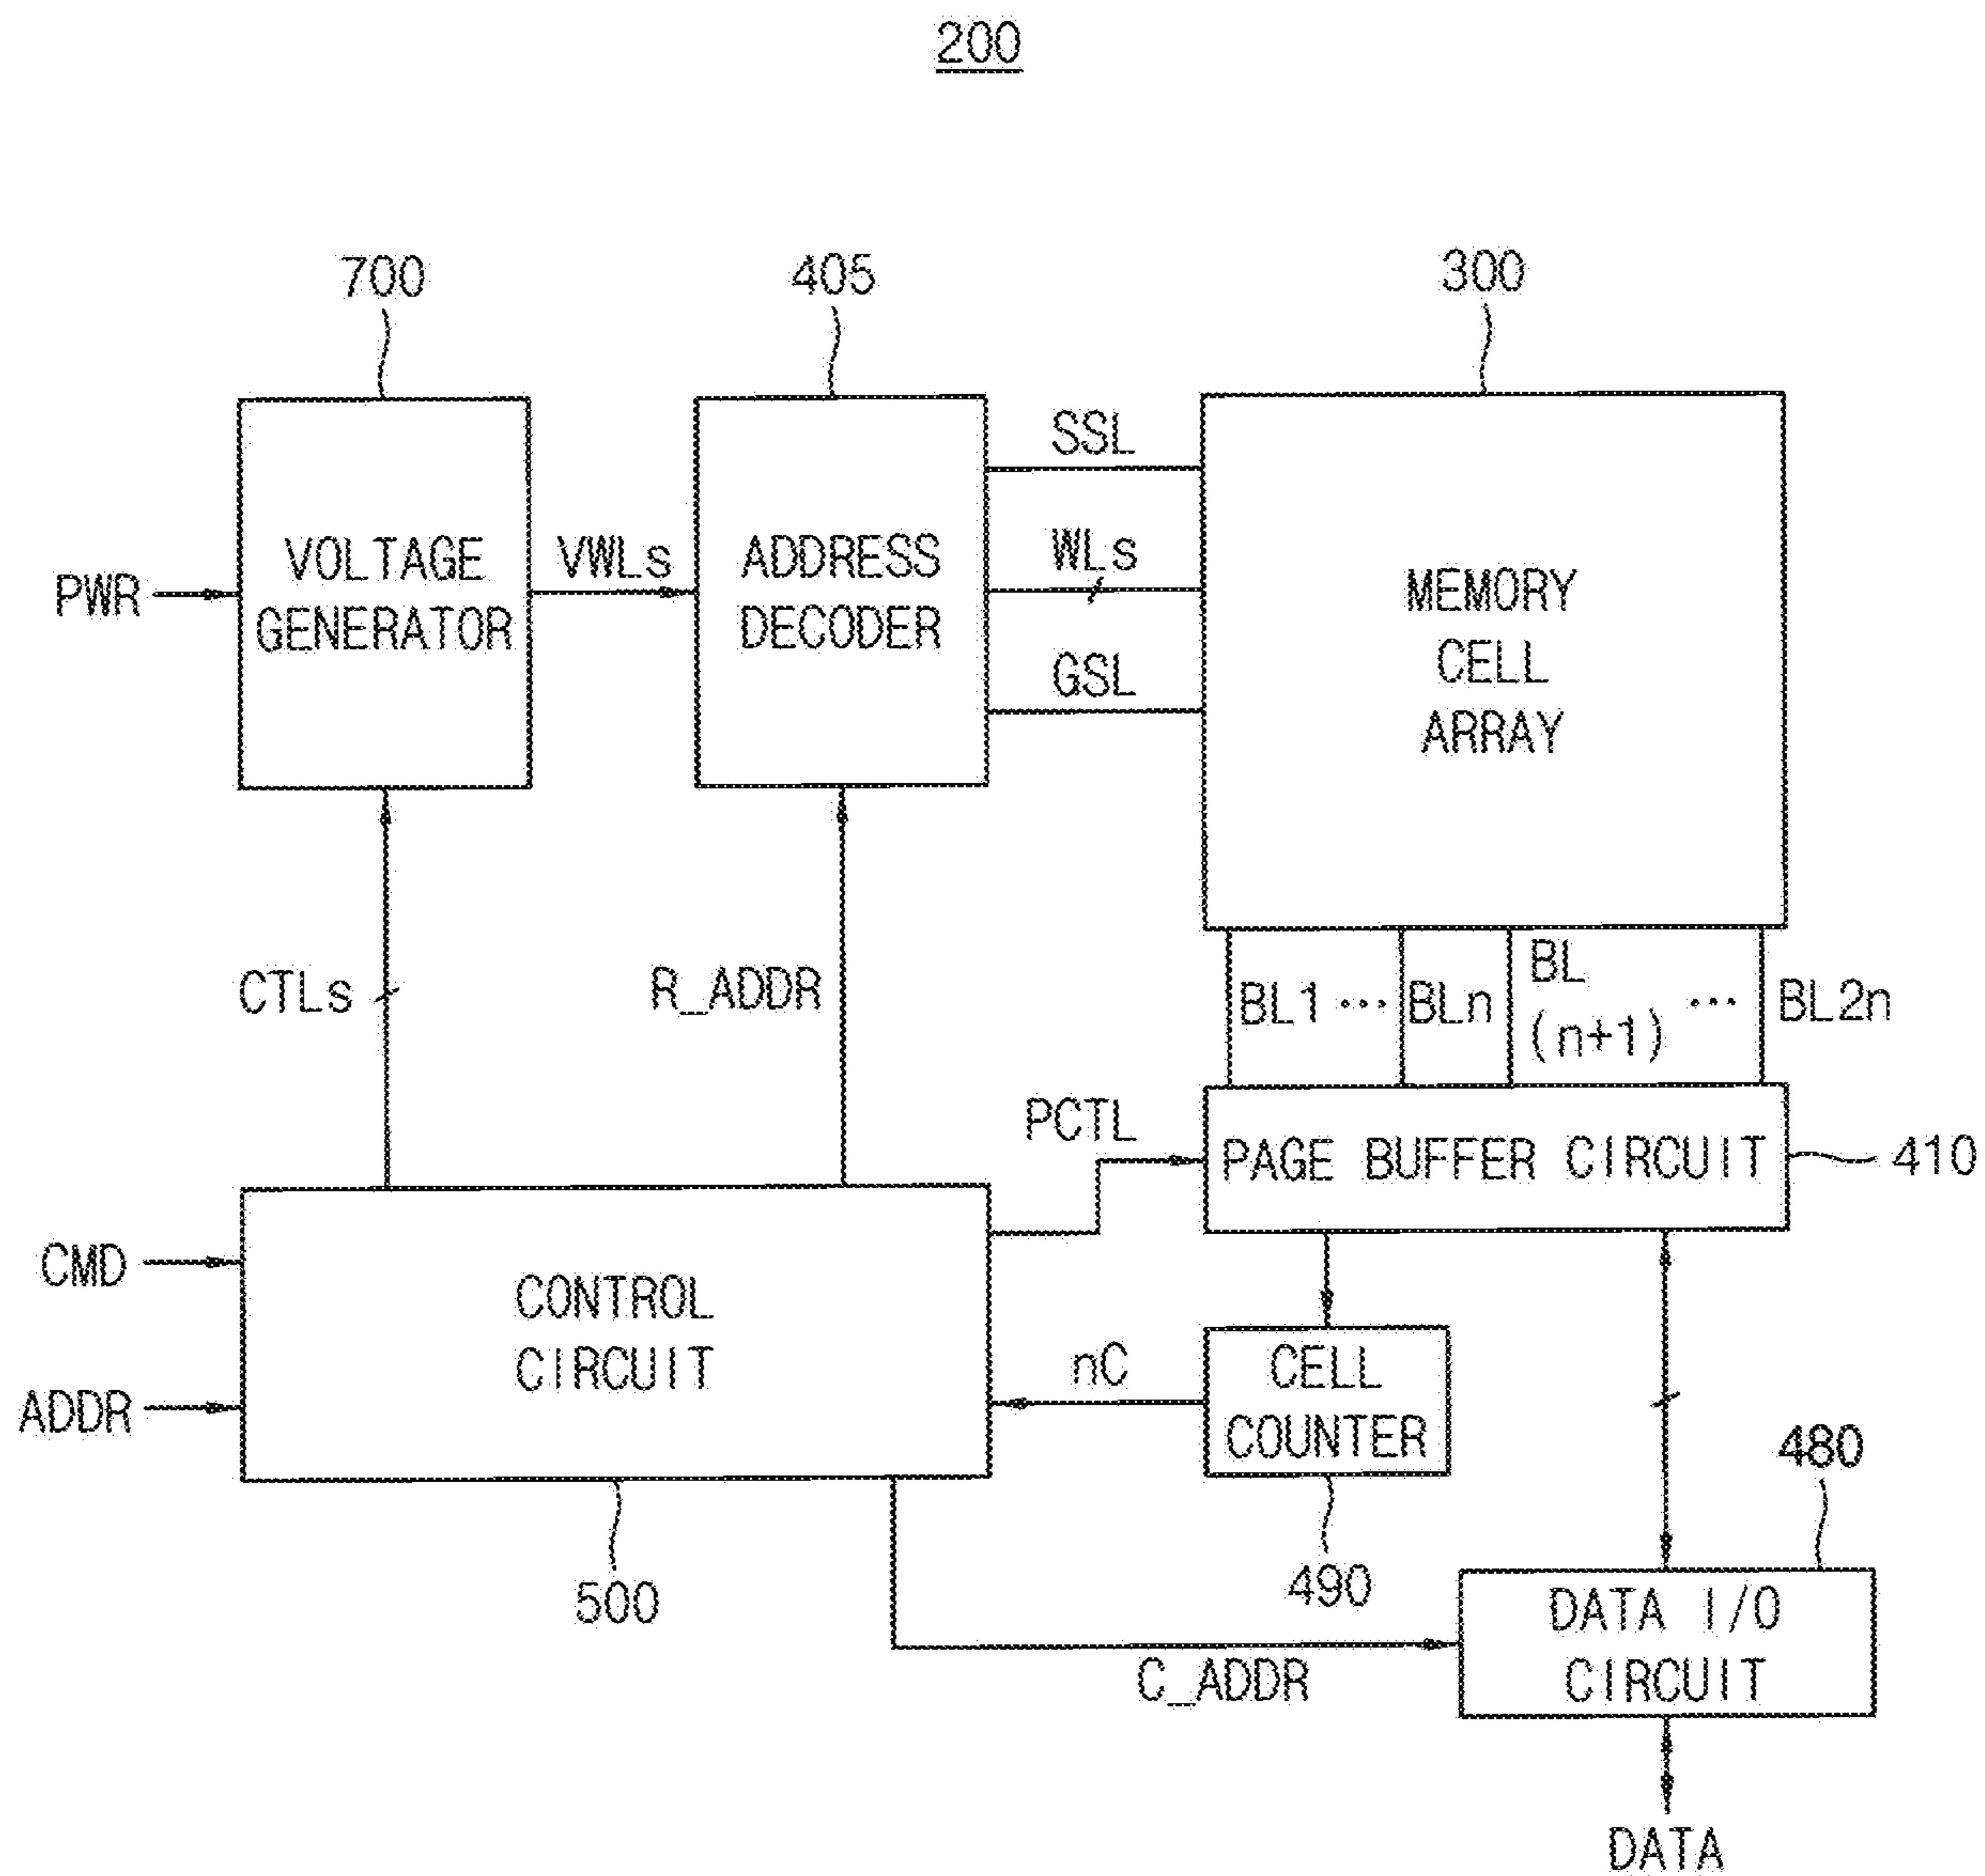 200
700
405
300
VOLTAGE
GENERATOR
ADDRESS
DECODER
MEMORY
CELL
ARRAY
PWR
VWLs
SSL
WLs
GSL
CTLs
R_ADDR
BL1 ···
BLn
BL
(n+1)
···
BL2n
PCTL
PAGE BUFFER CIRCUIT
410
CMD
ADDR
CONTROL
CIRCUIT
nC
CELL
COUNTER
480
500
490
C_ADDR
DATA I/O
CIRCUIT
DATA